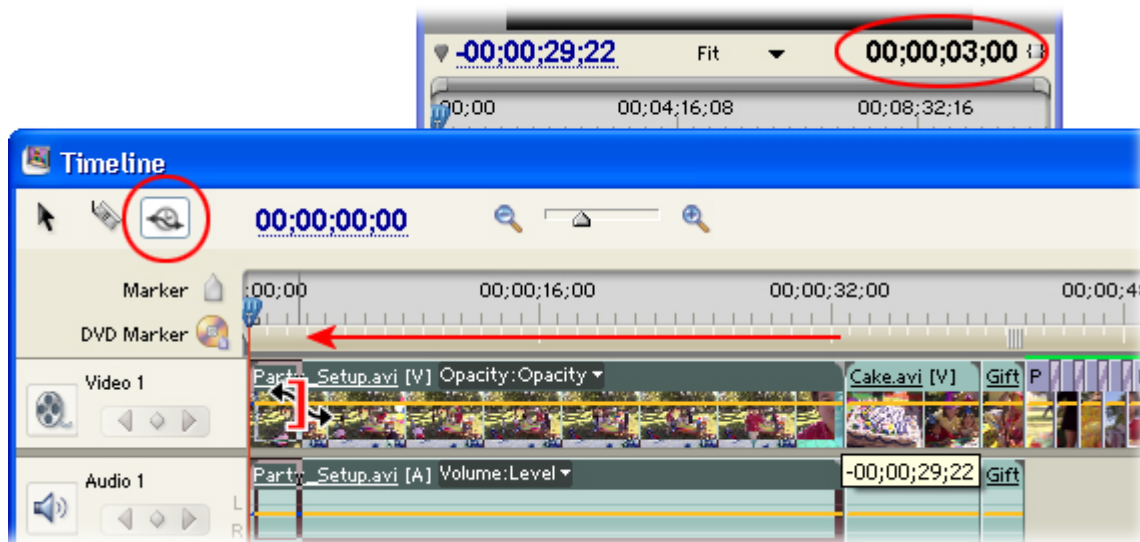 -00;00;29;22 Fit 00;00;03;00
00;00 00;04;16;08 00;08;32;16
Timeline
00;00;00;00
Marker :00;00 00;00;16;00 00;00;32;00 00;00;4
DVD Marker
Video 1 Party_Setup.avi [V] Opacity:Opacity Cake.avi [V] Gift P
Audio 1 Party_Setup.avi [A] Volume:Level -00;00;29;22 Gift
L
R